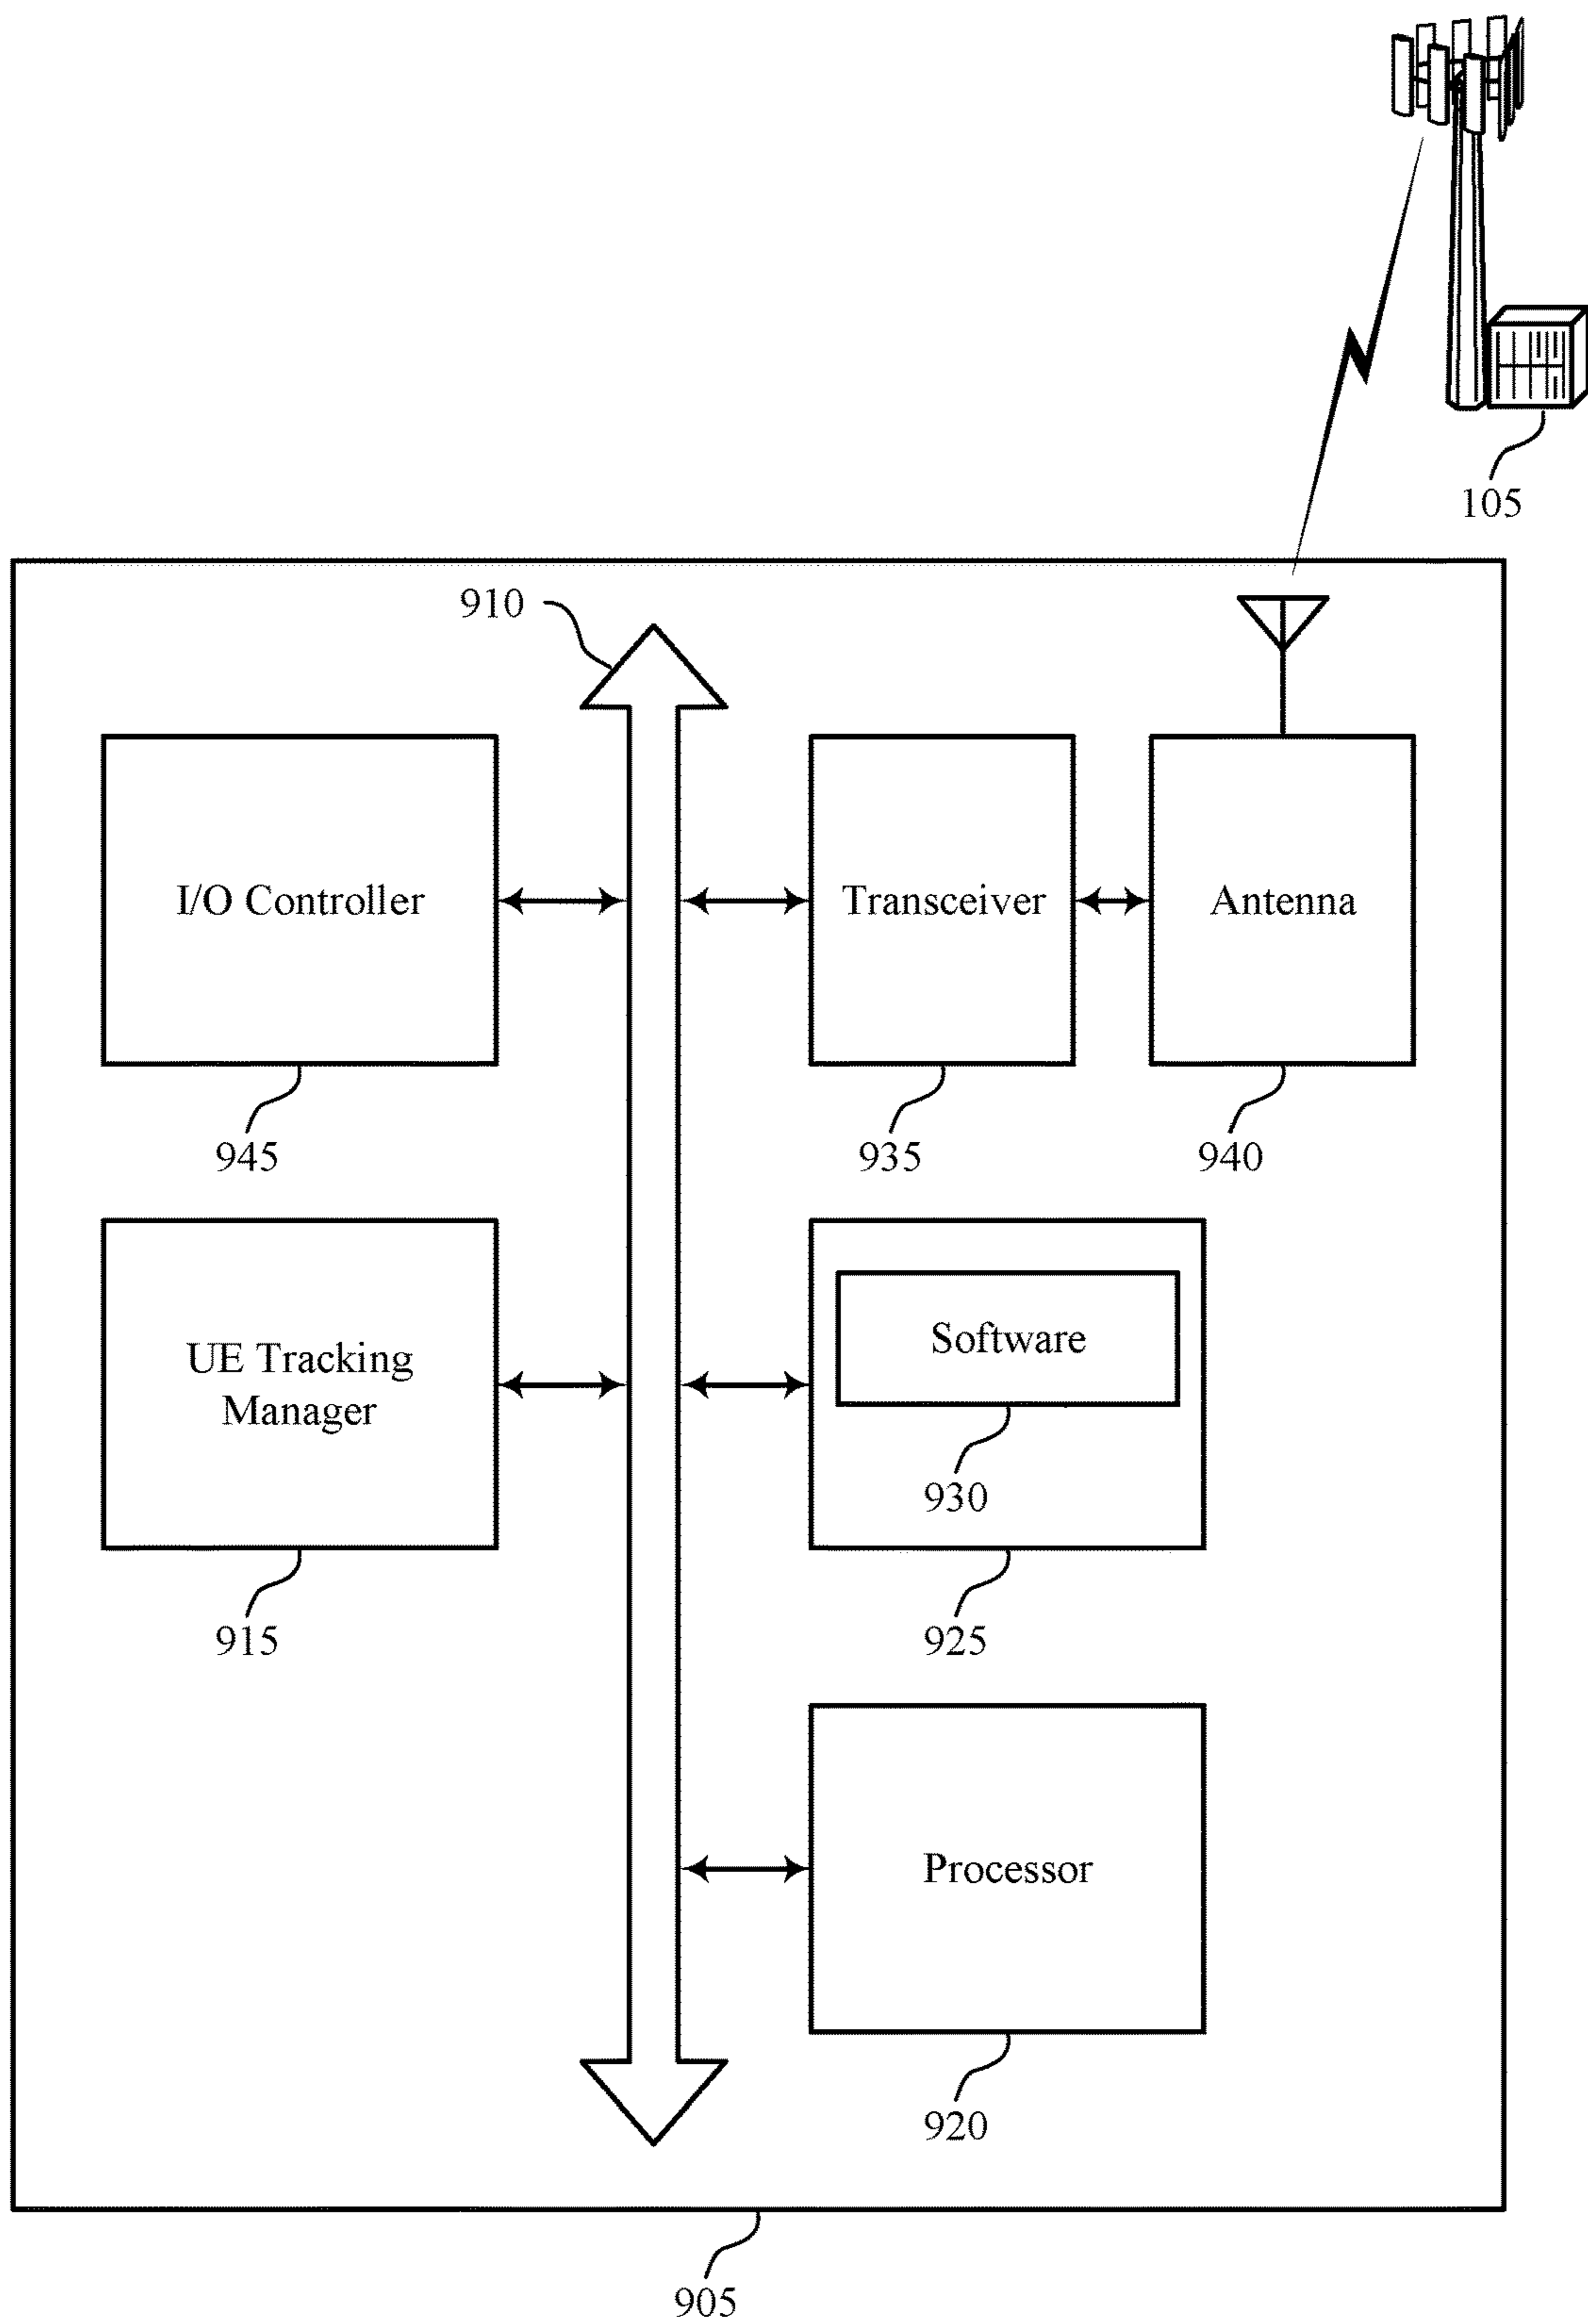 105
910
I/O Controller
Transceiver
Antenna
945
935
940
UE Tracking
Manager
Software
930
915
925
Processor
920
905